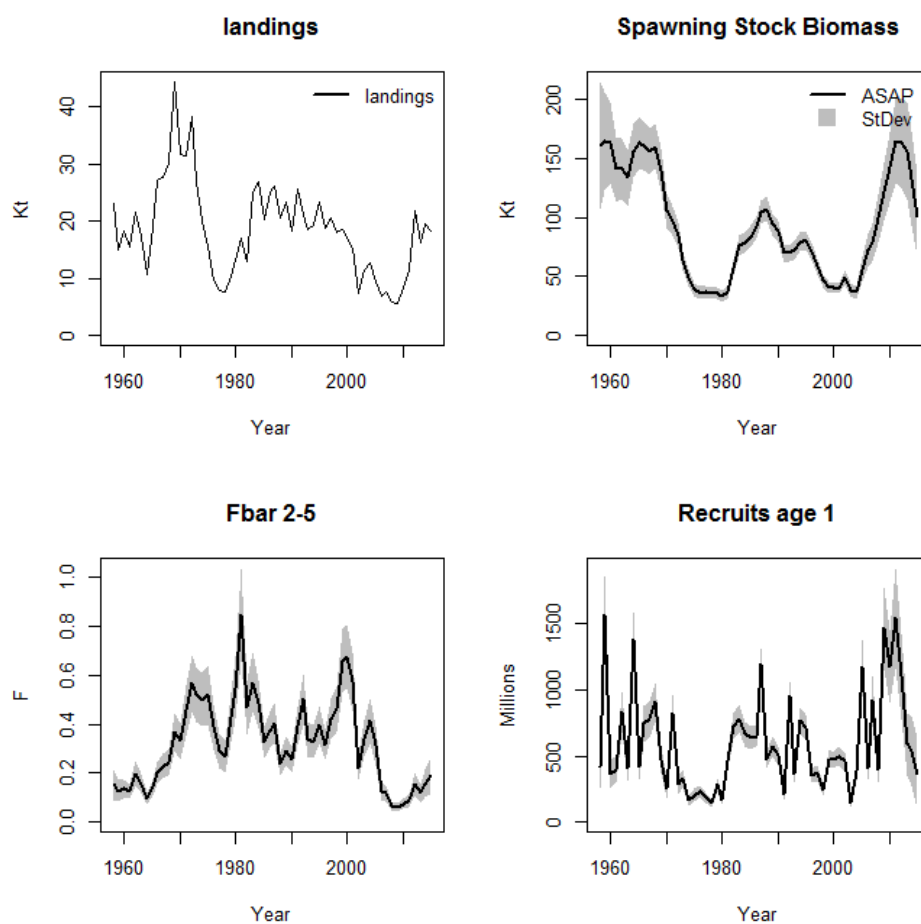 landings
Kt
0 10 20 30 40
landings
1960 1980 2000
Year
Spawning Stock Biomass
Kt
0 50 100 150 200
ASAP
StDev
1960 1980 2000
Year
Fbar 2-5
F
0.0 0.2 0.4 0.6 0.8 1.0
1960 1980 2000
Year
Recruits age 1
Millions
0 500 1000 1500
1960 1980 2000
Year